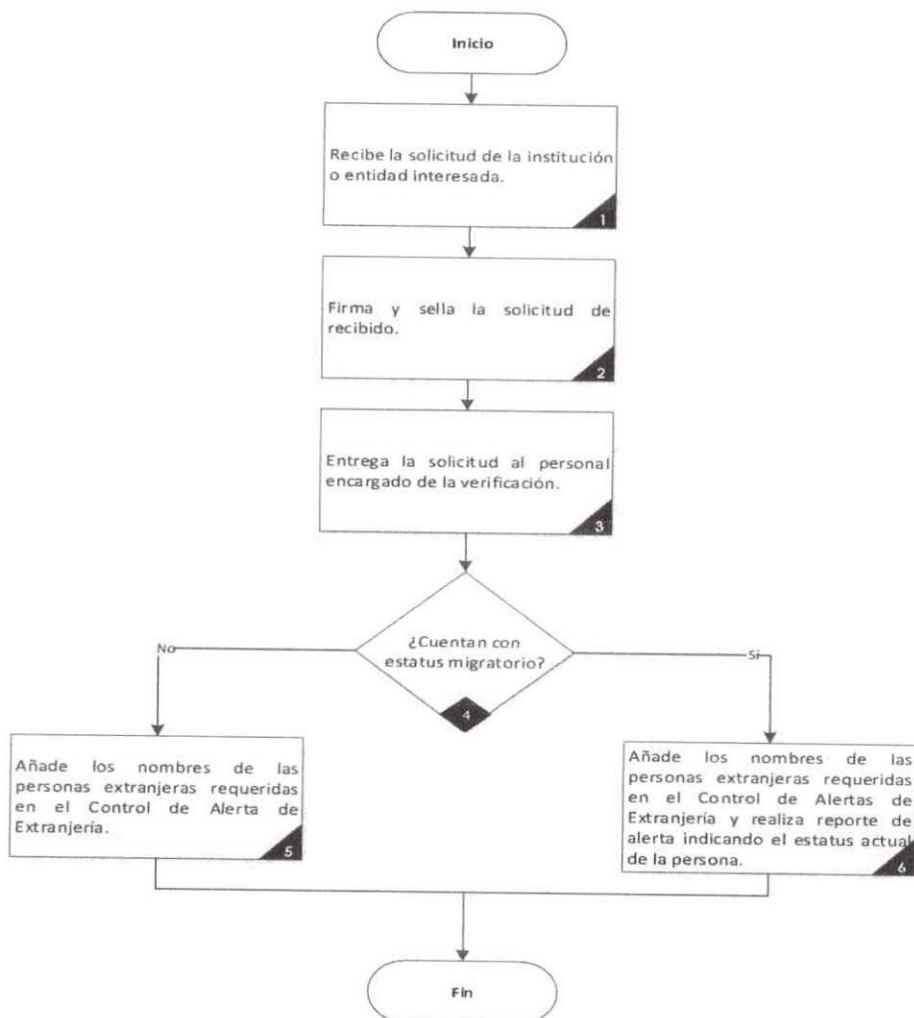 Inicio
Recibe la solicitud de la institución
o entidad interesada.
1
Firma y sella la solicitud de
recibido.
2
Entrega la solicitud al personal
encargado de la verificación.
3
¿Cuentan con
estatus migratorio?
4
No
Sí
Añade los nombres de las
personas extranjeras requeridas
en el Control de Alerta de
Extranjería.
5
Añade los nombres de las
personas extranjeras requeridas
en el Control de Alertas de
Extranjería y realiza reporte de
alerta indicando el estatus actual
de la persona.
6
Fin